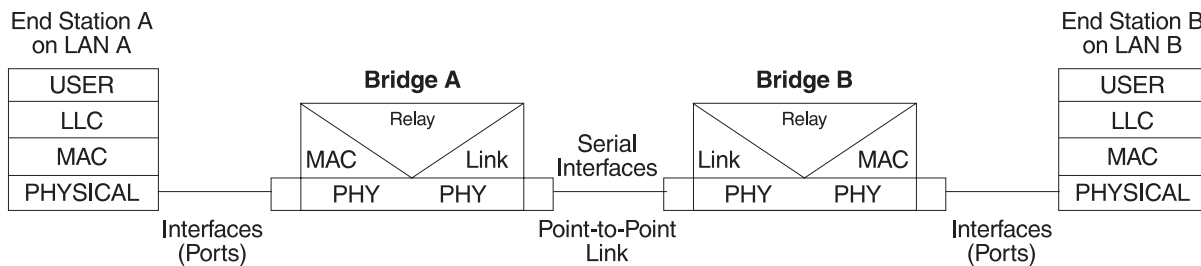 End Station A
on LAN A
USER
LLC
MAC
PHYSICAL
Interfaces
(Ports)
Bridge A
Relay
MAC
Link
PHY
PHY
Serial
Interfaces
Point-to-Point
Link
Bridge B
Relay
Link
MAC
PHY
PHY
Interfaces
(Ports)
End Station B
on LAN B
USER
LLC
MAC
PHYSICAL